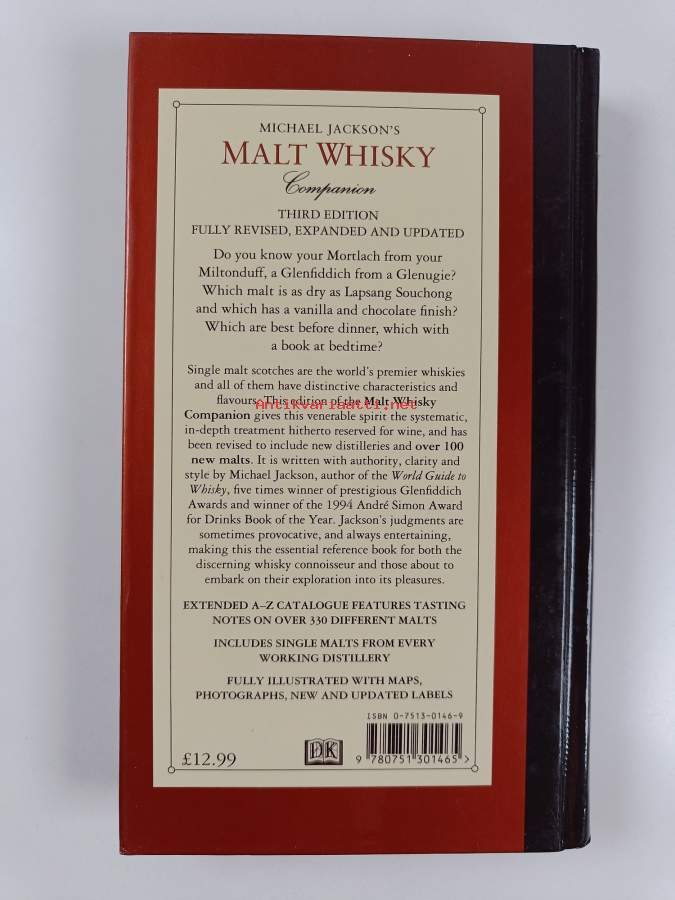 MICHAEL JACKSON'S
MALT WHISKY
Companion
THIRD EDITION
FULLY REVISED, EXPANDED AND UPDATED
Do you know your Mortlach from your
Miltonduff, a Glenfiddich from a Glenugie?
Which malt is as dry as Lapsang Souchong
and which has a vanilla and chocolate finish?
Which are best before dinner, which with
a book at bedtime?
Single malt scotches are the world's premier whiskies
and all of them have distinctive characteristics and
flavours. This edition of the Malt Whisky
Antikvariaatti.net
Companion gives this venerable spirit the systematic,
in-depth treatment hitherto reserved for wine, and has
been revised to include new distilleries and over 100
new malts. It is written with authority, clarity and
style by Michael Jackson, author of the World Guide to
Whisky, five times winner of prestigious Glenfiddich
Awards and winner of the 1994 André Simon Award
for Drinks Book of the Year. Jackson's judgments are
sometimes provocative, and always entertaining,
making this the essential reference book for both the
discerning whisky connoisseur and those about to
embark on their exploration into its pleasures.
EXTENDED A–Z CATALOGUE FEATURES TASTING
NOTES ON OVER 330 DIFFERENT MALTS
INCLUDES SINGLE MALTS FROM EVERY
WORKING DISTILLERY
FULLY ILLUSTRATED WITH MAPS,
PHOTOGRAPHS, NEW AND UPDATED LABELS
ISBN 0-7513-0146-9
£12.99
DK
9 780751 301465 >